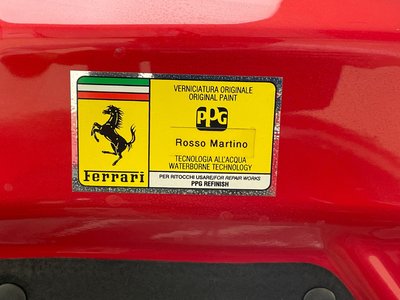 VERNICIATURA ORIGINALE
ORIGINAL PAINT
PPG
Rosso Martino
TECNOLOGIA ALL'ACQUA
WATERBORNE TECHNOLOGY
Ferrari
PER RITOCCHI USARE/FOR REPAIR WORKS
PPG REFINISH